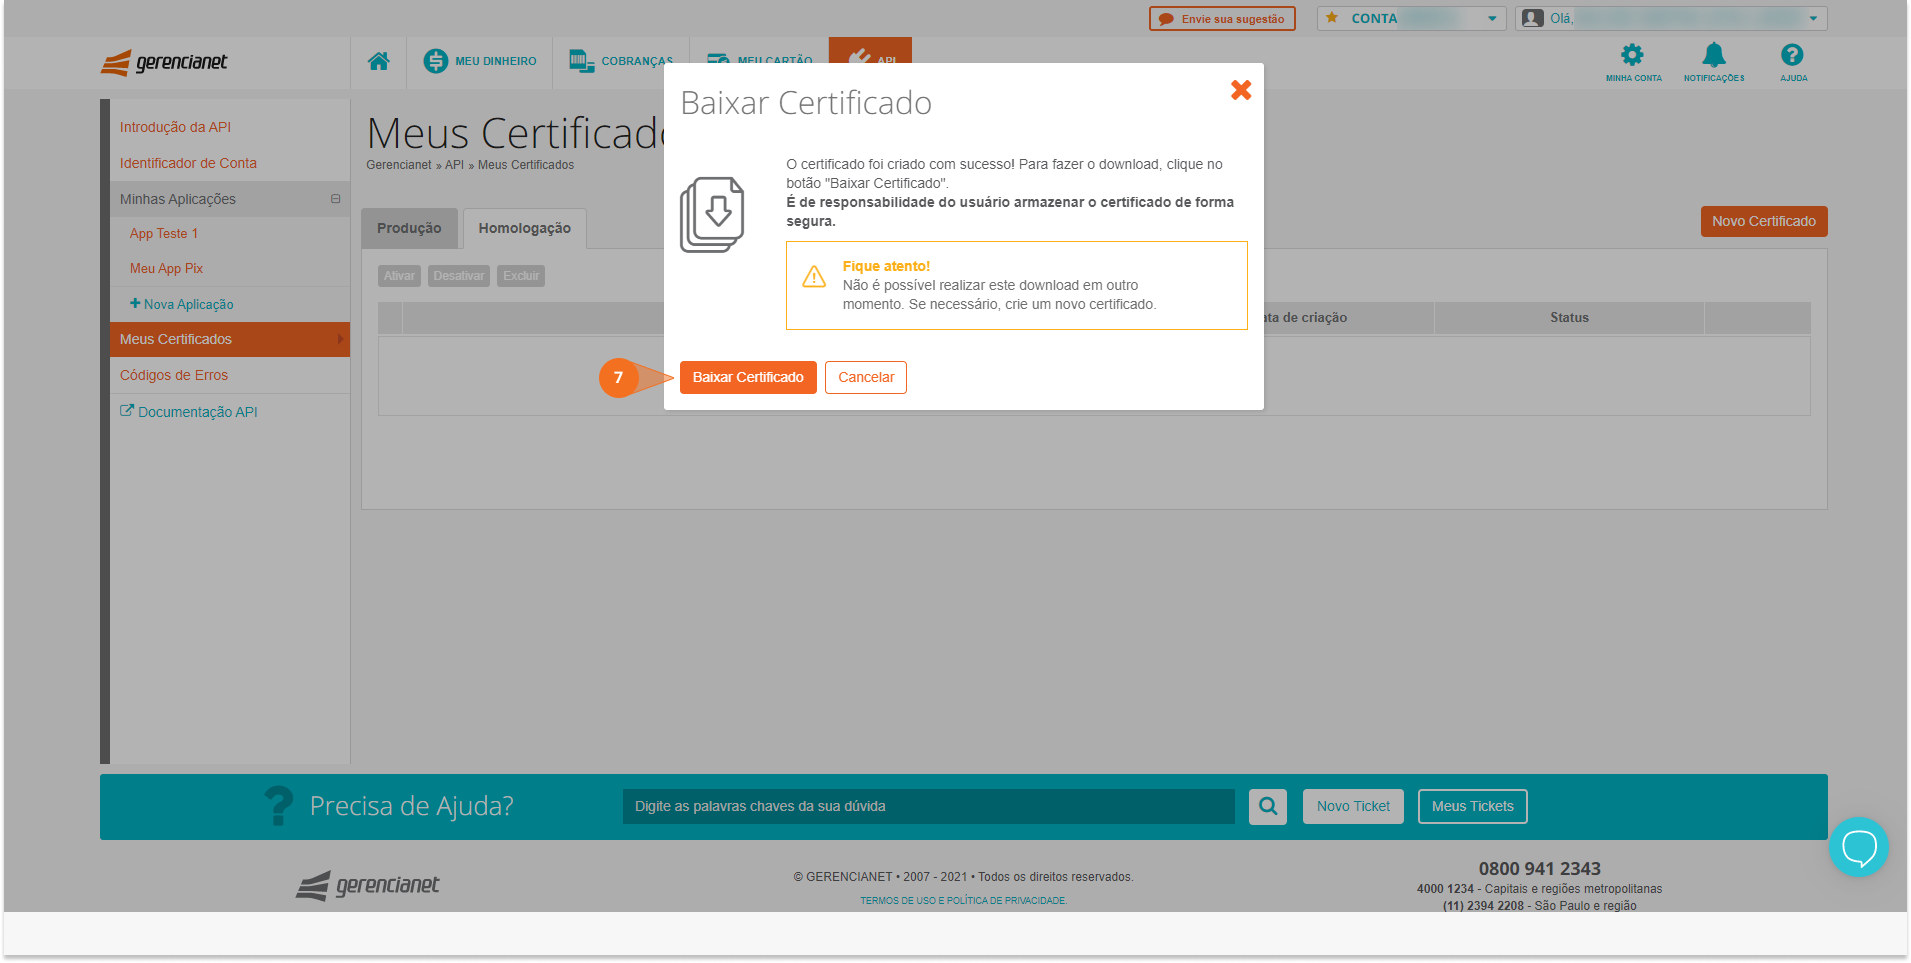 Envie sua sugestão
CONTA
Olá,
gerencianet
MEU DINHEIRO
COBRANÇAS
MEU CARTÃO
API
MINHA CONTA
NOTIFICAÇÕES
AJUDA
Introdução da API
Identificador de Conta
Minhas Aplicações
App Teste 1
Meu App Pix
Nova Aplicação
Meus Certificados
Códigos de Erros
Documentação API
Meus Certificado
Gerencianet » API » Meus Certificados
Produção
Homologação
Novo Certificado
Ativar
Desativar
Excluir
ata de criação
Status
Baixar Certificado
O certificado foi criado com sucesso! Para fazer o download, clique no
botão "Baixar Certificado".
É de responsabilidade do usuário armazenar o certificado de forma
segura.
Fique atento!
Não é possível realizar este download em outro
momento. Se necessário, crie um novo certificado.
7
Baixar Certificado
Cancelar
Precisa de Ajuda?
Digite as palavras chaves da sua dúvida
Novo Ticket
Meus Tickets
gerencianet
© GERENCIANET • 2007 - 2021 • Todos os direitos reservados.
TERMOS DE USO E POLÍTICA DE PRIVACIDADE.
0800 941 2343
4000 1234 - Capitais e regiões metropolitanas
(11) 2394 2208 - São Paulo e região